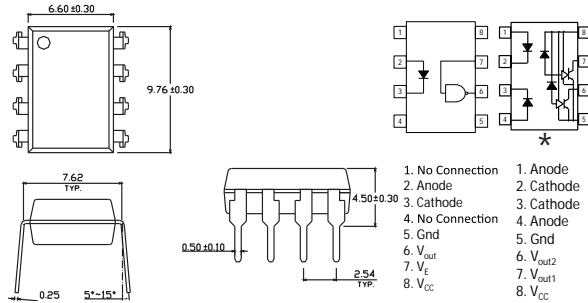 6.60±0.30
9.76±0.30
1
2
3
4
8
7
6
5
1
2
3
4
8
7
6
5
*
7.62
TYP.
0.25
5°~15°
4.50±0.30
0.50±0.10
2.54
TYP.
1. No Connection
2. Anode
3. Cathode
4. No Connection
5. Gnd
6. Vout
7. VE
8. VCC
1. Anode
2. Cathode
3. Cathode
4. Anode
5. Gnd
6. Vout2
7. Vout1
8. VCC